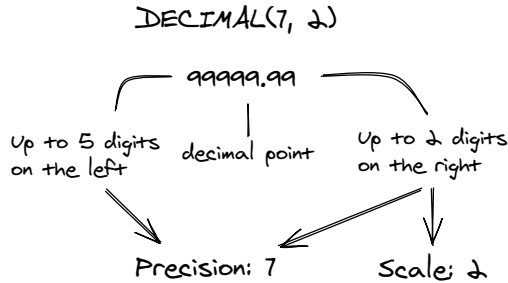 DECIMAL(7, 2)
99999.99
Up to 5 digits
on the left
decimal point
Up to 2 digits
on the right
Precision: 7
Scale: 2